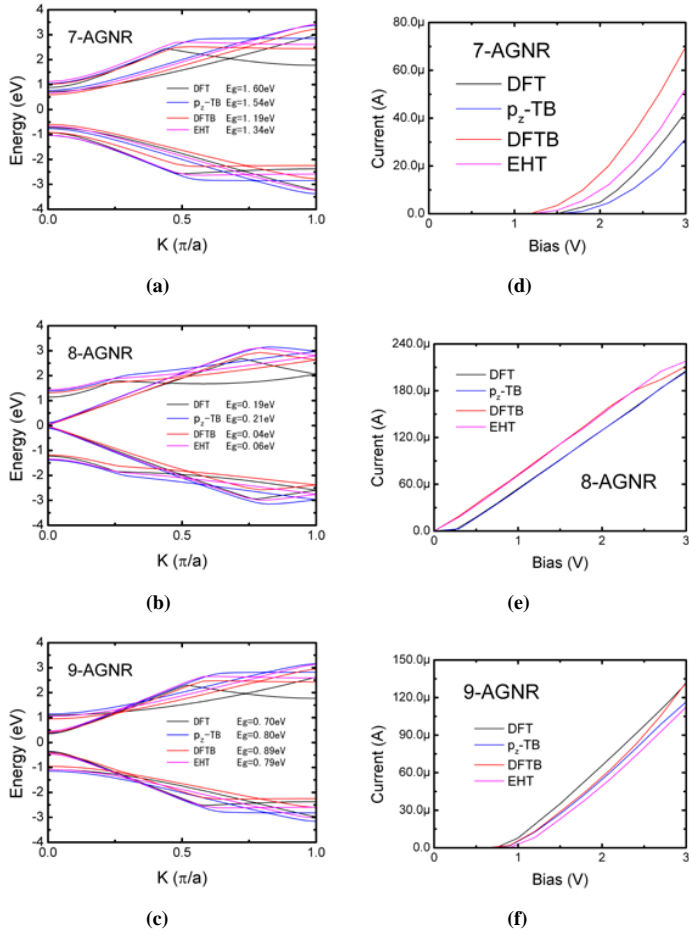 7-AGNR
Energy (eV)
4
3
2
1
0
-1
-2
-3
-4
DFT Eg=1.60eV
pz-TB Eg=1.54eV
DFTB Eg=1.19eV
EHT Eg=1.34eV
0.0 0.5 1.0
K (π/a)
(a)
7-AGNR
Current (A)
80.0μ
60.0μ
40.0μ
20.0μ
0.0
DFT
pz-TB
DFTB
EHT
0 1 2 3
Bias (V)
(d)
8-AGNR
Energy (eV)
4
3
2
1
0
-1
-2
-3
-4
DFT Eg=0.19eV
pz-TB Eg=0.21eV
DFTB Eg=0.04eV
EHT Eg=0.06eV
0.0 0.5 1.0
K (π/a)
(b)
Current (A)
240.0μ
180.0μ
120.0μ
60.0μ
0.0
DFT
pz-TB
DFTB
EHT
8-AGNR
0 1 2 3
Bias (V)
(e)
9-AGNR
Energy (eV)
4
3
2
1
0
-1
-2
-3
-4
DFT Eg=0.70eV
pz-TB Eg=0.80eV
DFTB Eg=0.89eV
EHT Eg=0.79eV
0.0 0.5 1.0
K (π/a)
(c)
9-AGNR
Current (A)
150.0μ
120.0μ
90.0μ
60.0μ
30.0μ
0.0
DFT
pz-TB
DFTB
EHT
0 1 2 3
Bias (V)
(f)